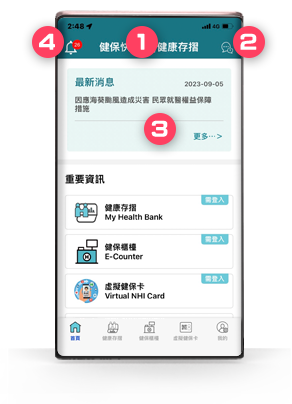 2:48
4G
4
26
健保快
1
健康存摺
2
最新消息
2023-09-05
因應海葵颱風造成災害 民眾就醫權益保障
措施
3
更多… >
重要資訊
需登入
健康存摺
My Health Bank
需登入
健保櫃檯
E-Counter
需登入
虛擬健保卡
Virtual NHI Card
首頁
健康存摺
健保櫃檯
虛擬健保卡
我的